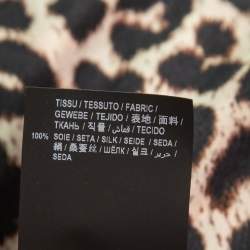 TISSU / TESSUTO / FABRIC /
GEWEBE / TEJIDO / 表地 / 面料 /
ТКАНЬ / 직물 / قماش / TECIDO
100% SOIE / SETA / SILK / SEIDE / SEDA /
絹 / 桑蚕丝 / ШЁЛК / 실크 / حرير /
SEDA